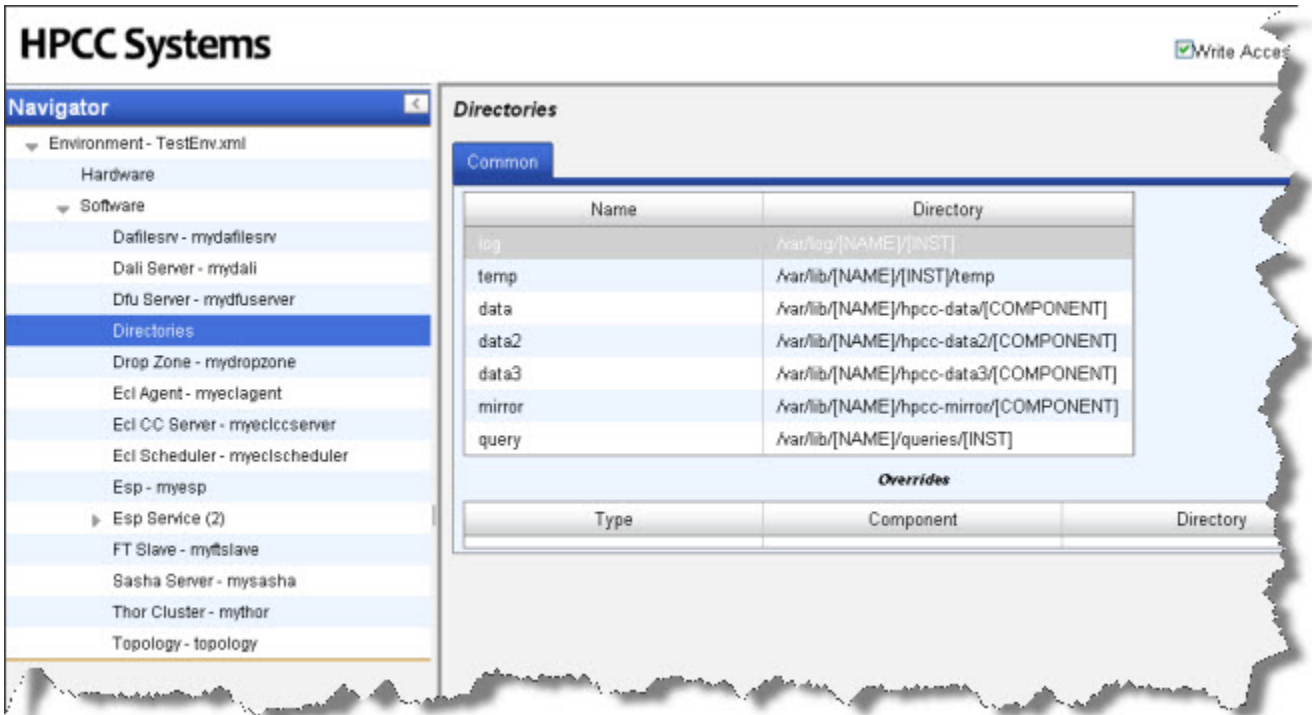 HPCC Systems
Write Acces
Navigator
Environment - TestEnv.xml
Hardware
Software
Dafilesrv - mydafilesrv
Dali Server - mydali
Dfu Server - mydfuserver
Directories
Drop Zone - mydropzone
Ecl Agent - myeclagent
Ecl CC Server - myeclccserver
Ecl Scheduler - myeclscheduler
Esp - myesp
Esp Service (2)
FT Slave - myftslave
Sasha Server - mysasha
Thor Cluster - mythor
Topology - topology
Directories
Common
Name Directory
log /var/log/[NAME]/[INST]
temp /var/lib/[NAME]/[INST]/temp
data /var/lib/[NAME]/hpcc-data/[COMPONENT]
data2 /var/lib/[NAME]/hpcc-data2/[COMPONENT]
data3 /var/lib/[NAME]/hpcc-data3/[COMPONENT]
mirror /var/lib/[NAME]/hpcc-mirror/[COMPONENT]
query /var/lib/[NAME]/queries/[INST]
Overrides
Type Component Directory